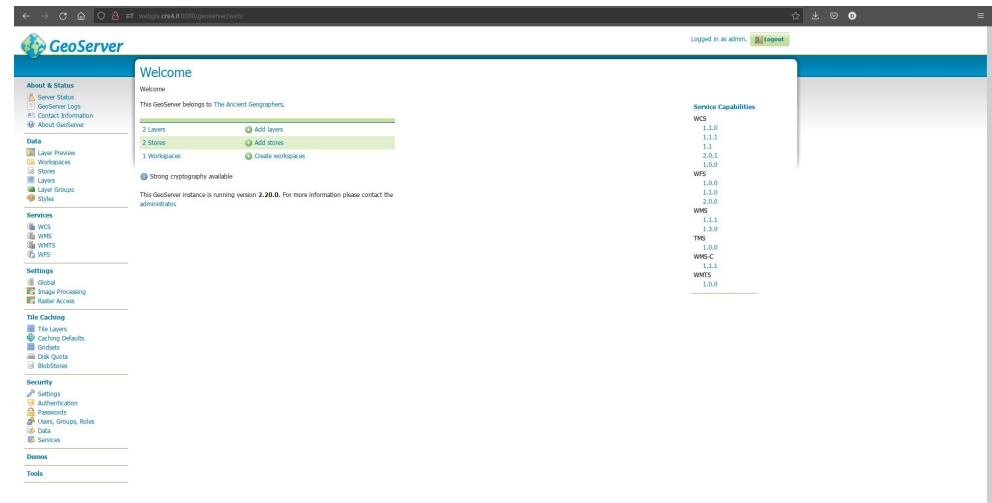 webgis.crs4.it:8080/geoserver/web/
GeoServer
Logged in as admin.
Logout
About & Status
Server Status
GeoServer Logs
Contact Information
About GeoServer
Data
Layer Preview
Workspaces
Stores
Layers
Layer Groups
Styles
Services
WCS
WMS
WMTS
WFS
Settings
Global
Image Processing
Raster Access
Tile Caching
Tile Layers
Caching Defaults
Gridsets
Disk Quota
BlobStores
Security
Settings
Authentication
Passwords
Users, Groups, Roles
Data
Services
Demos
Tools
Welcome
Welcome
This GeoServer belongs to The Ancient Geographers.
2 Layers Add layers
2 Stores Add stores
1 Workspaces Create workspaces
Strong cryptography available
This GeoServer instance is running version 2.20.0. For more information please contact the
administrator.
Service Capabilities
WCS
1.1.0
1.1.1
1.1
2.0.1
1.0.0
WFS
1.0.0
1.1.0
2.0.0
WMS
1.1.1
1.3.0
TMS
1.0.0
WMS-C
1.1.1
WMTS
1.0.0